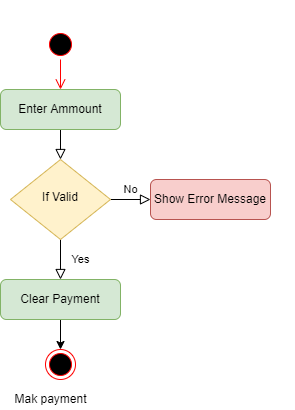 Enter Ammount
If Valid
No
Show Error Message
Yes
Clear Payment
Mak payment